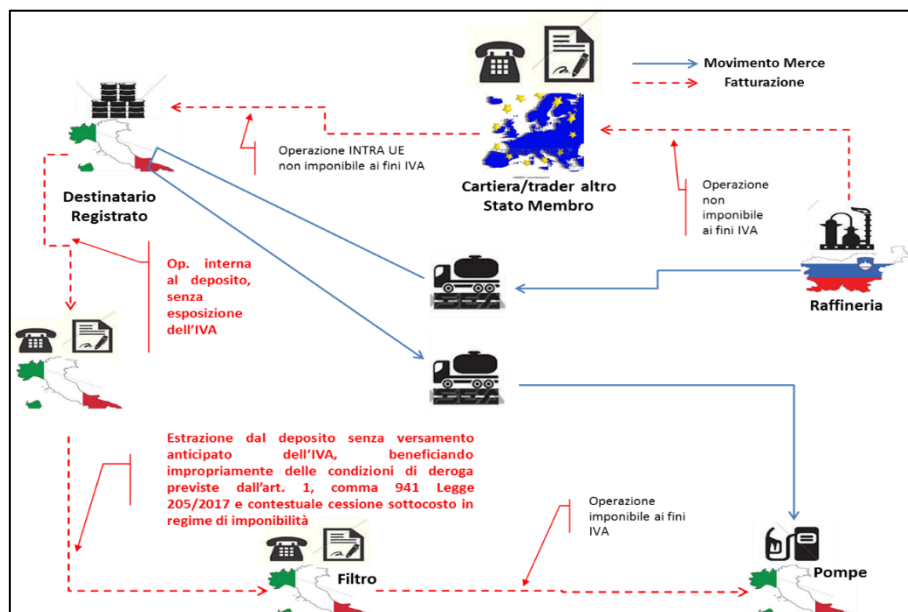 Movimento Merce
Fatturazione
Operazione INTRA UE
non imponibile ai fini IVA
Cartiera/trader altro
Stato Membro
Operazione
non
imponibile
ai fini IVA
Destinatario
Registrato
Raffineria
Op. interna
al deposito,
senza
esposizione
dell'IVA
Estrazione dal deposito senza versamento
anticipato dell'IVA, beneficiando
impropriamente delle condizioni di deroga
previste dall'art. 1, comma 941 Legge
205/2017 e contestuale cessione sottocosto in
regime di imponibilità
Operazione
imponibile ai fini
IVA
Filtro
Pompe